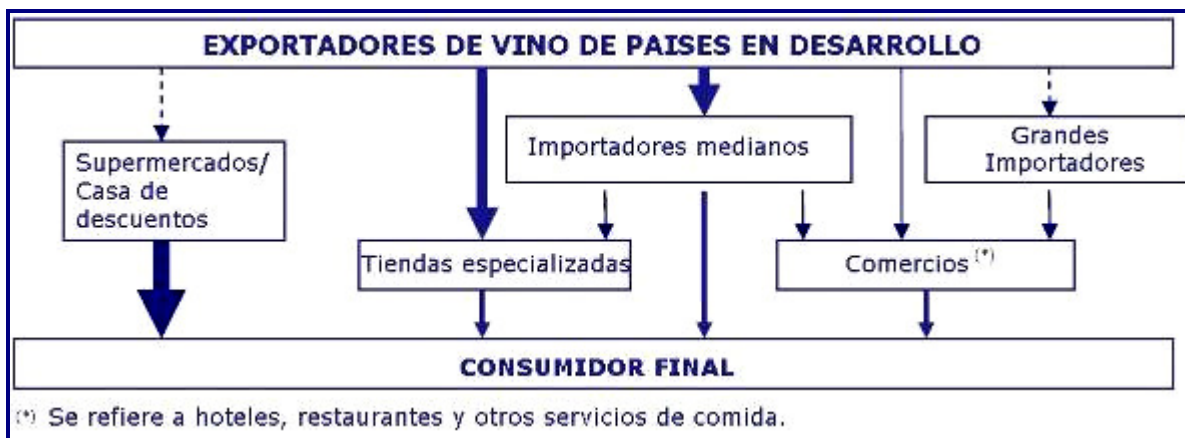 EXPORTADORES DE VINO DE PAISES EN DESARROLLO
Supermercados/
Casa de
descuentos
Importadores medianos
Grandes
Importadores
Tiendas especializadas
Comercios (*)
CONSUMIDOR FINAL
(*) Se refiere a hoteles, restaurantes y otros servicios de comida.